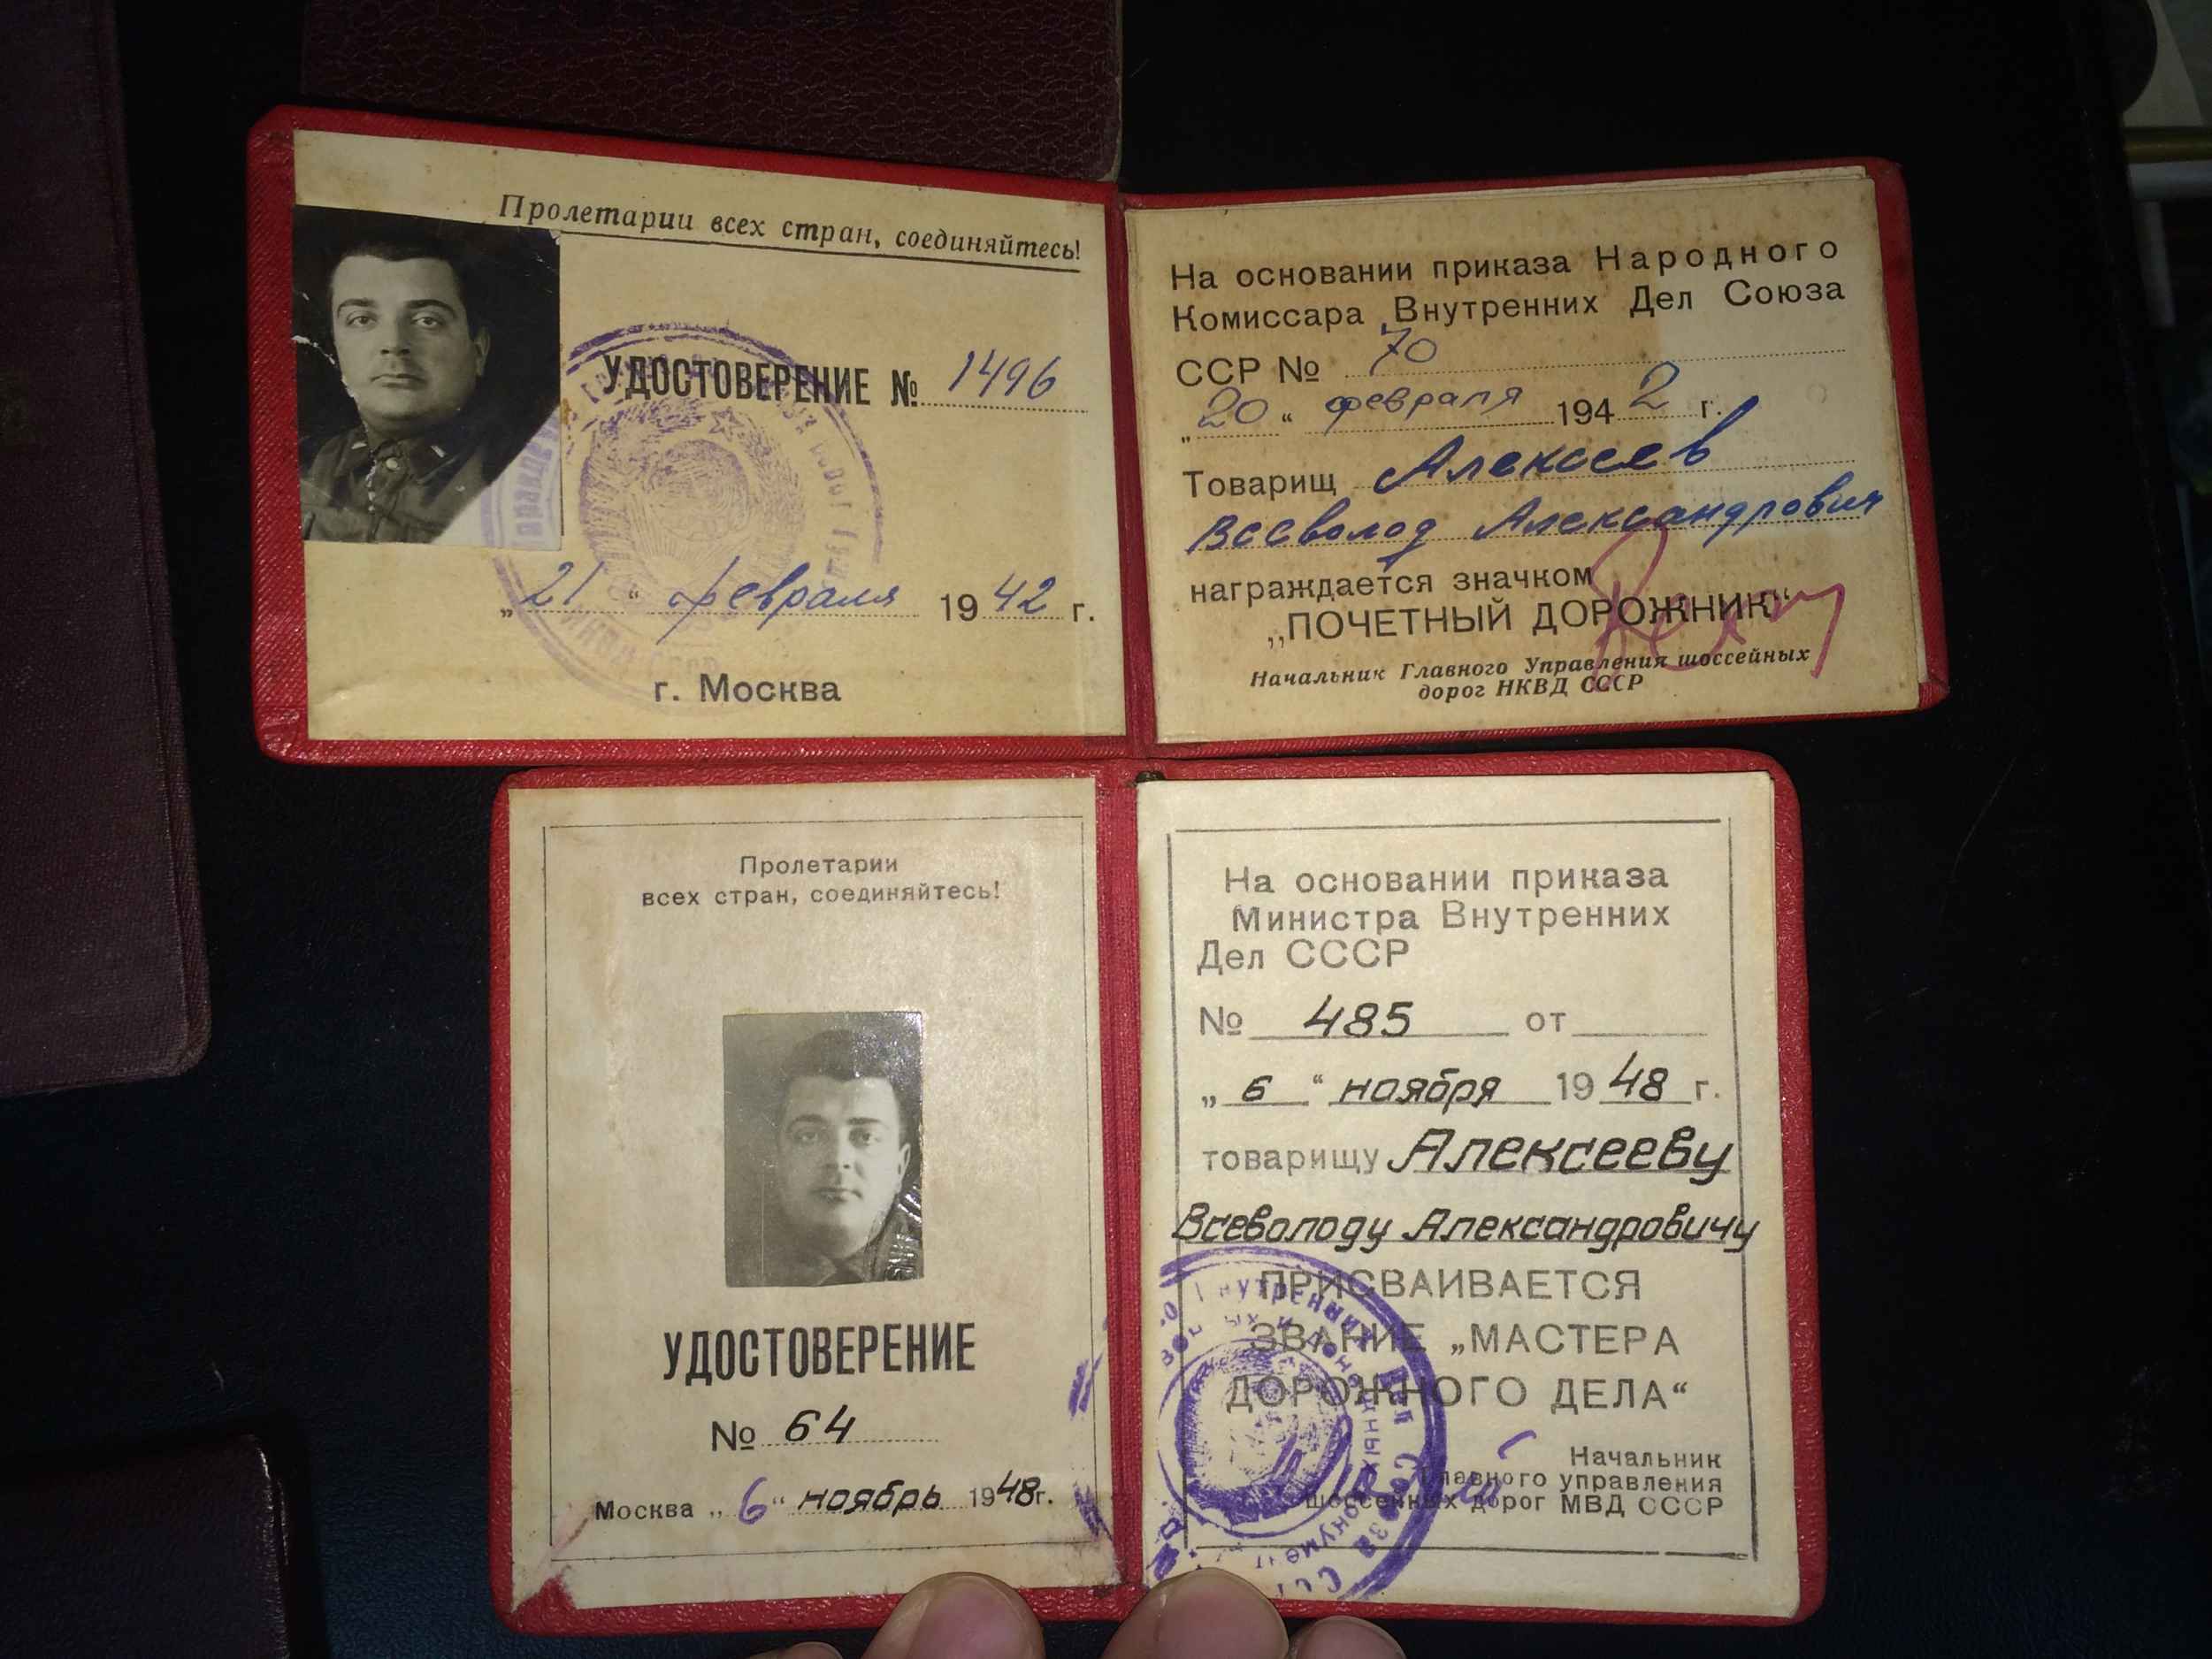 Пролетарии всех стран, соединяйтесь!
УДОСТОВЕРЕНИЕ № 1496
„21“ февраля 1942 г.
г. Москва
На основании приказа Народного
Комиссара Внутренних Дел Союза
ССР № 70
„20“ февраля 1942 г.
Товарищ Алексеев
Всеволод Александрович
награждается значком
„ПОЧЕТНЫЙ ДОРОЖНИК“
Начальник Главного Управления шоссейных
дорог НКВД СССР
Пролетарии
всех стран, соединяйтесь!
УДОСТОВЕРЕНИЕ
№ 64
Москва „6“ ноябрь 1948г.
На основании приказа
Министра Внутренних
Дел СССР
№ 485 от
„6“ ноября 1948 г.
товарищу Алексееву
Всеволоду Александровичу
ПРИСВАИВАЕТСЯ
ЗВАНИЕ „МАСТЕРА
ДОРОЖНОГО ДЕЛА“
Начальник
Главного управления
шоссейных дорог МВД СССР